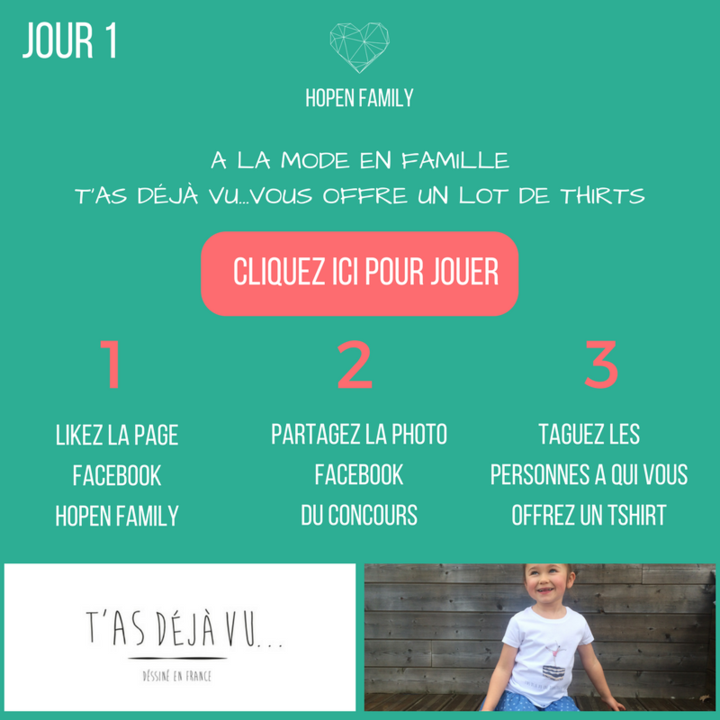 JOUR 1
HOPEN FAMILY
A LA MODE EN FAMILLE
T'AS DÉJÀ VU...VOUS OFFRE UN LOT DE THIRTS
CLIQUEZ ICI POUR JOUER
1
LIKEZ LA PAGE
FACEBOOK
HOPEN FAMILY
2
PARTAGEZ LA PHOTO
FACEBOOK
DU CONCOURS
3
TAGUEZ LES
PERSONNES A QUI VOUS
OFFREZ UN TSHIRT
T'AS DÉJÀ VU...
DÉSSINÉ EN FRANCE